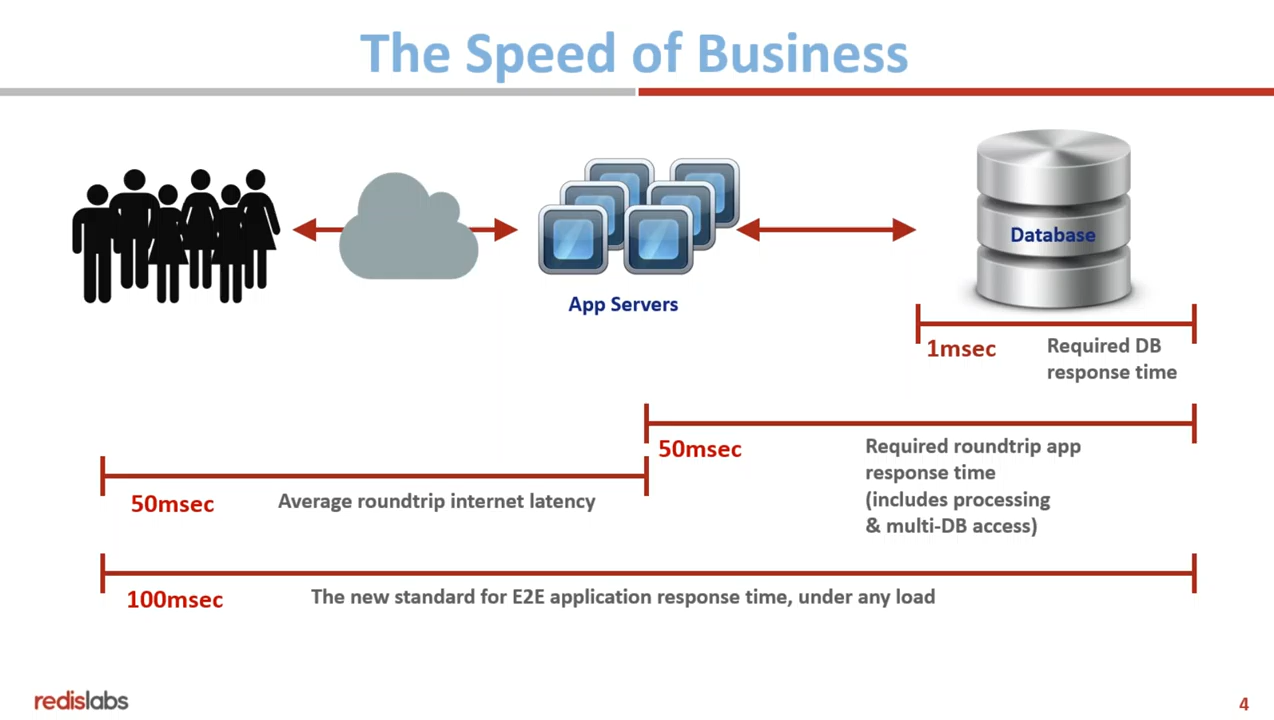 The Speed of Business
App Servers
Database
1msec
Required DB
response time
50msec
Required roundtrip app
response time
(includes processing
& multi-DB access)
50msec
Average roundtrip internet latency
100msec
The new standard for E2E application response time, under any load
redislabs
4